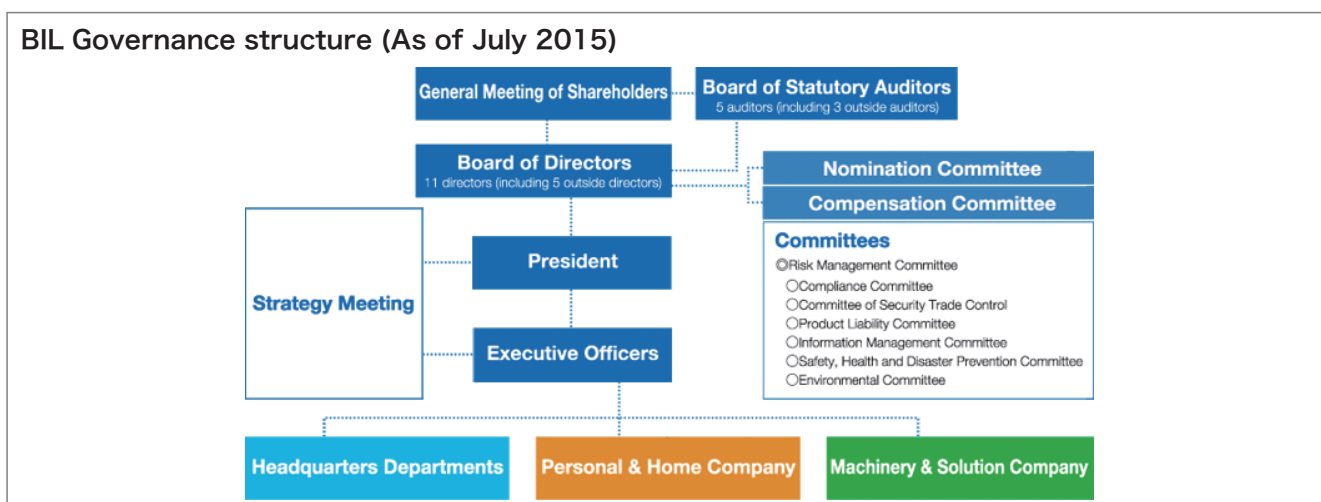 BIL Governance structure (As of July 2015)
General Meeting of Shareholders
Board of Statutory Auditors
5 auditors (including 3 outside auditors)
Board of Directors
11 directors (including 5 outside directors)
Nomination Committee
Compensation Committee
Committees
◎Risk Management Committee
○Compliance Committee
○Committee of Security Trade Control
○Product Liability Committee
○Information Management Committee
○Safety, Health and Disaster Prevention Committee
○Environmental Committee
Strategy Meeting
President
Executive Officers
Headquarters Departments
Personal & Home Company
Machinery & Solution Company